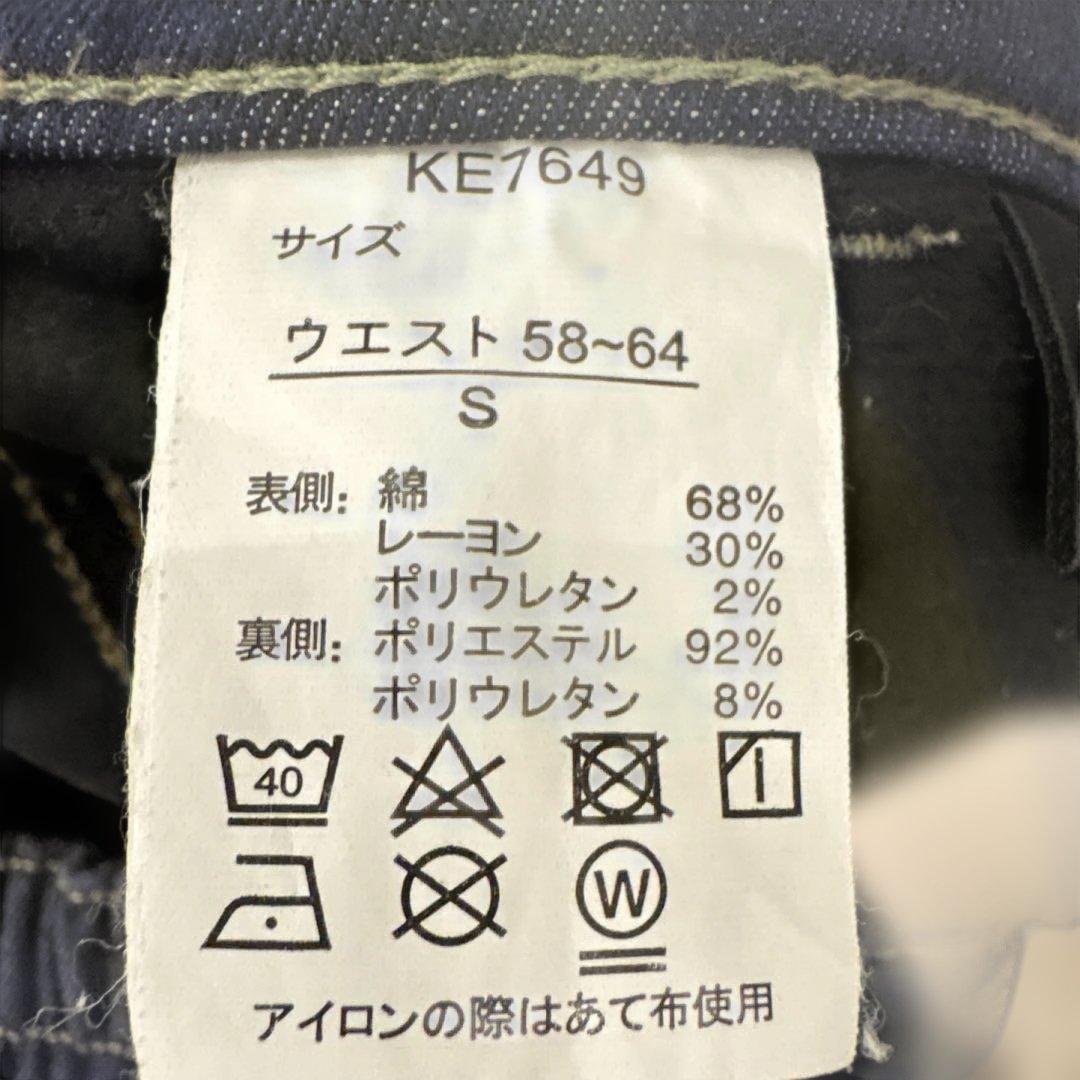 KE7649
サイズ
ウエスト 58~64
S
表側: 綿 68%
レーヨン 30%
ポリウレタン 2%
裏側: ポリエステル 92%
ポリウレタン 8%
40
W
アイロンの際はあて布使用